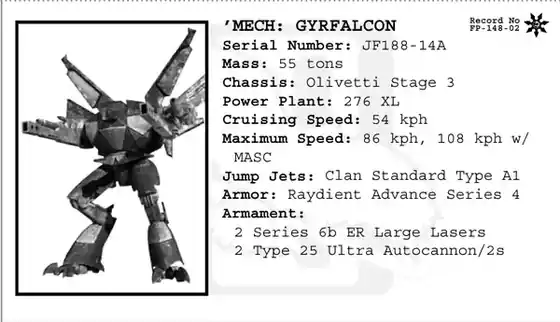 ’MECH: GYRFALCON
Record No
FP-148-02
Serial Number: JF188-14A
Mass: 55 tons
Chassis: Olivetti Stage 3
Power Plant: 276 XL
Cruising Speed: 54 kph
Maximum Speed: 86 kph, 108 kph w/
MASC
Jump Jets: Clan Standard Type A1
Armor: Raydient Advance Series 4
Armament:
2 Series 6b ER Large Lasers
2 Type 25 Ultra Autocannon/2s